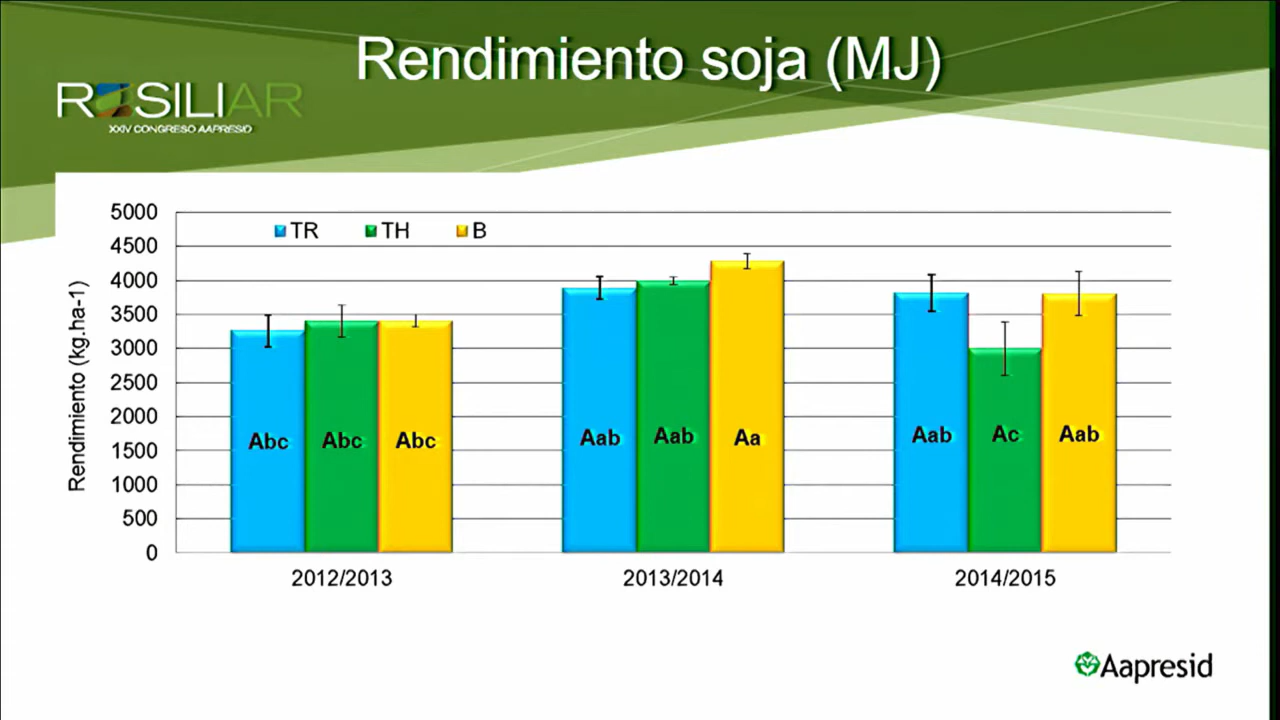 Rendimiento soja (MJ)
ROSILIAR
XXIV CONGRESO AAPRESID
5000
4500
4000
3500
3000
2500
2000
1500
1000
500
0
Rendimiento (kg.ha-1)
TR TH B
Abc Abc Abc Aab Aab Aa Aab Ac Aab
2012/2013 2013/2014 2014/2015
Aapresid